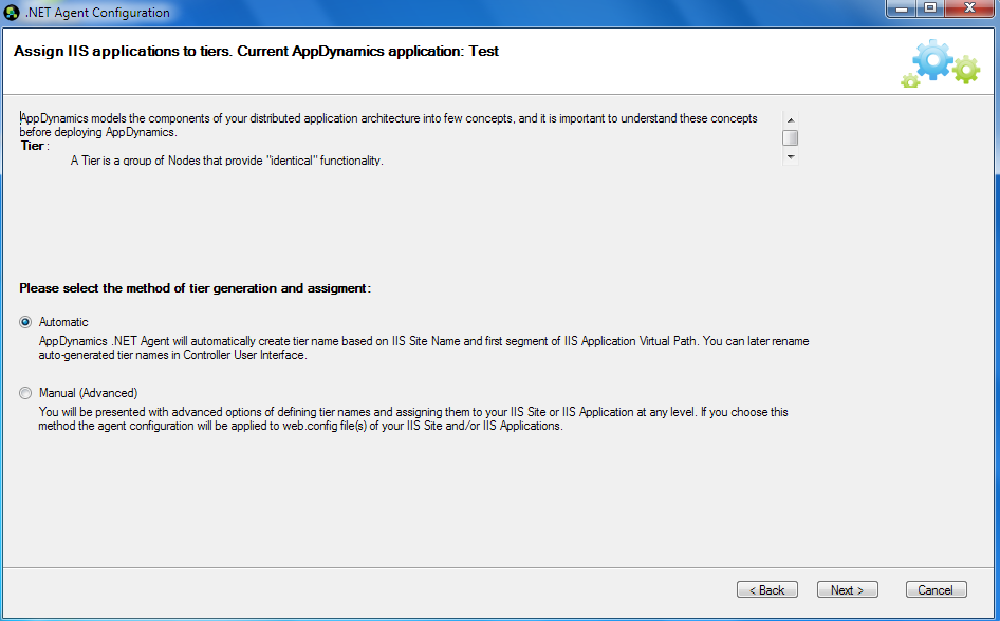 .NET Agent Configuration
Assign IIS applications to tiers. Current AppDynamics application: Test
AppDynamics models the components of your distributed application architecture into few concepts, and it is important to understand these concepts
before deploying AppDynamics.
Tier :
A Tier is a group of Nodes that provide "identical" functionality.
Please select the method of tier generation and assigment:
Automatic
AppDynamics .NET Agent will automatically create tier name based on IIS Site Name and first segment of IIS Application Virtual Path. You can later rename
auto-generated tier names in Controller User Interface.
Manual (Advanced)
You will be presented with advanced options of defining tier names and assigning them to your IIS Site or IIS Application at any level. If you choose this
method the agent configuration will be applied to web.config file(s) of your IIS Site and/or IIS Applications.
< Back Next > Cancel